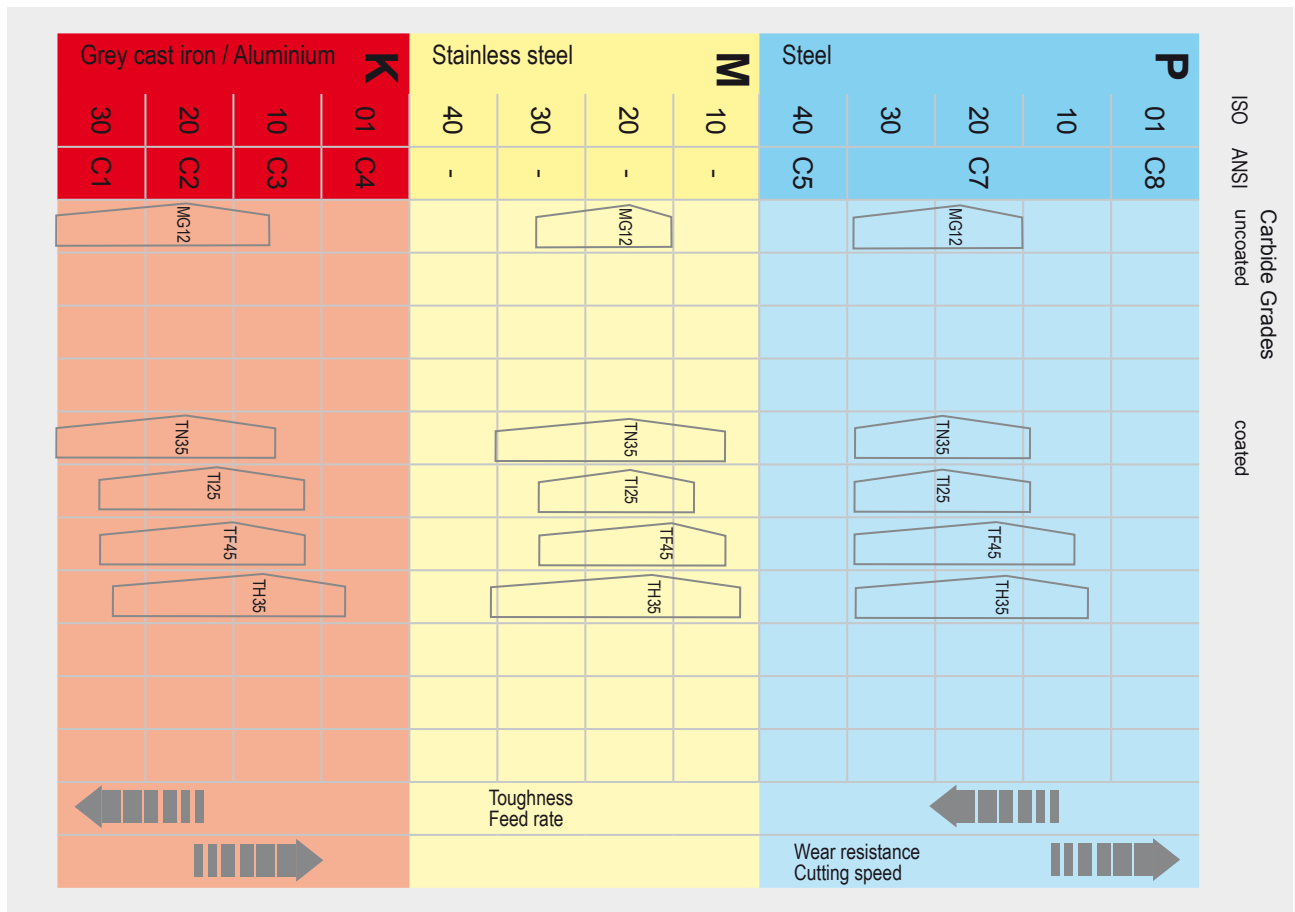 Grey cast iron / Aluminium K
Stainless steel M
Steel P
30 20 10 01 40 30 20 10 40 30 20 10 01 ISO
C1 C2 C3 C4 - - - - C5 C7 C8 ANSI
Carbide Grades
uncoated
MG12 MG12 MG12
coated
TN35 TN35 TN35
TI25 TI25 TI25
TF45 TF45 TF45
TH35 TH35 TH35
Toughness
Feed rate
Wear resistance
Cutting speed